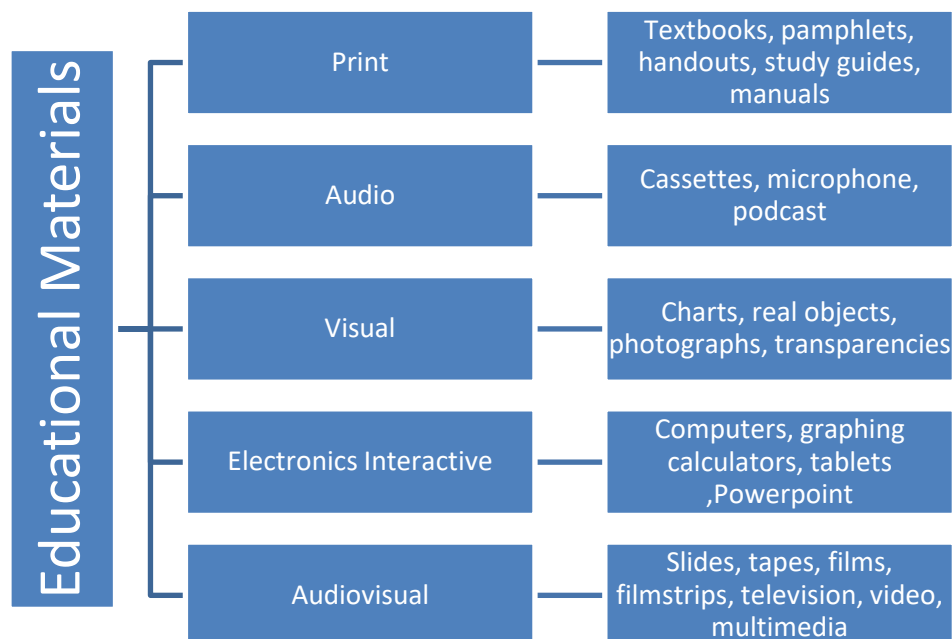 Educational Materials
Print
Textbooks, pamphlets,
handouts, study guides,
manuals
Audio
Cassettes, microphone,
podcast
Visual
Charts, real objects,
photographs, transparencies
Electronics Interactive
Computers, graphing
calculators, tablets
,Powerpoint
Audiovisual
Slides, tapes, films,
filmstrips, television, video,
multimedia